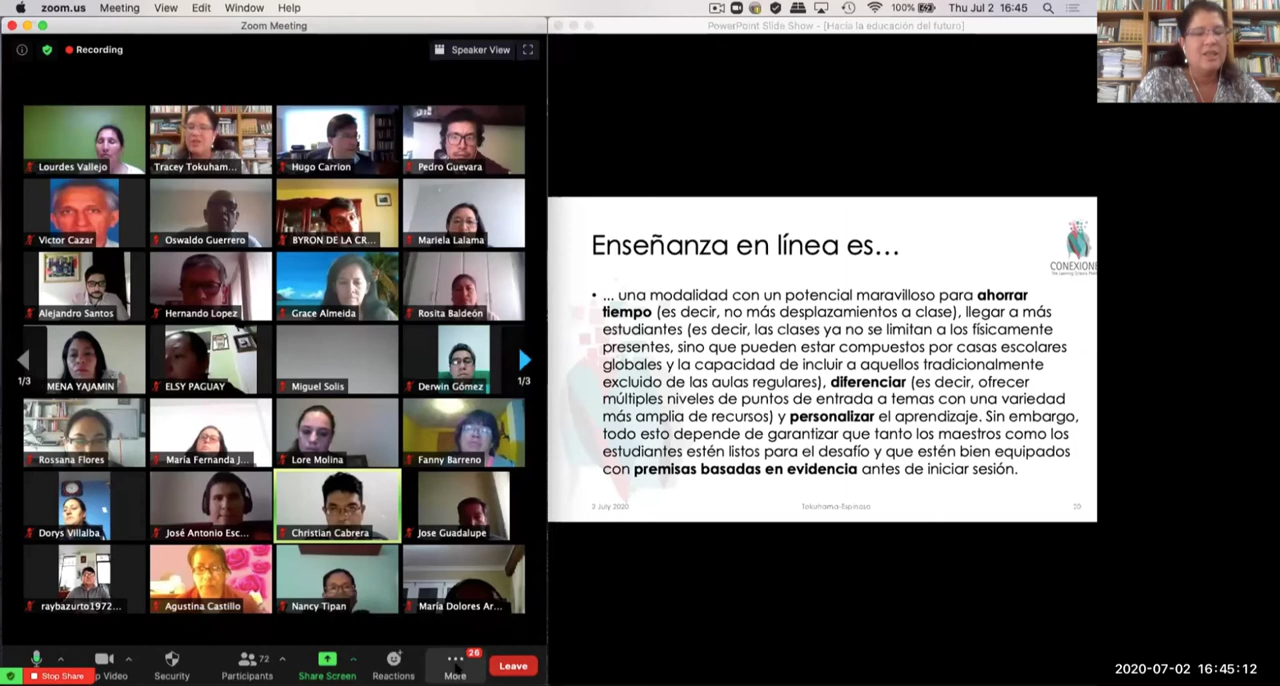 zoom.us Meeting View Edit Window Help
100% Thu Jul 2 16:45
Zoom Meeting
PowerPoint Slide Show - [Hacia la educación del futuro]
Recording
Speaker View
Lourdes Vallejo
Tracey Tokuham...
Hugo Carrion
Pedro Guevara
Victor Cazar
Oswaldo Guerrero
BYRON DE LA CR...
Mariela Lalama
Alejandro Santos
Hernando Lopez
Grace Almeida
Rosita Baldeón
1/3
MENA YAJAMIN
ELSY PAGUAY
Miguel Solis
Derwin Gómez
1/3
Rossana Flores
María Fernanda J...
Lore Molina
Fanny Barreno
Dorys Villalba
José Antonio Esc...
Christian Cabrera
Jose Guadalupe
raybazurto1972...
Agustina Castillo
Nancy Tipan
María Dolores Ar...
72
26
Stop Share
p Video
Security
Participants
Share Screen
Reactions
More
Leave
Enseñanza en línea es...
CONEXIONE
• ... una modalidad con un potencial maravilloso para ahorrar
tiempo (es decir, no más desplazamientos a clase), llegar a más
estudiantes (es decir, las clases ya no se limitan a los físicamente
presentes, sino que pueden estar compuestos por casas escolares
globales y la capacidad de incluir a aquellos tradicionalmente
excluido de las aulas regulares), diferenciar (es decir, ofrecer
múltiples niveles de puntos de entrada a temas con una variedad
más amplia de recursos) y personalizar el aprendizaje. Sin embargo,
todo esto depende de garantizar que tanto los maestros como los
estudiantes estén listos para el desafío y que estén bien equipados
con premisas basadas en evidencia antes de iniciar sesión.
3 July 2020
Tokuhama-Espinosa
2020-07-02 16:45:12